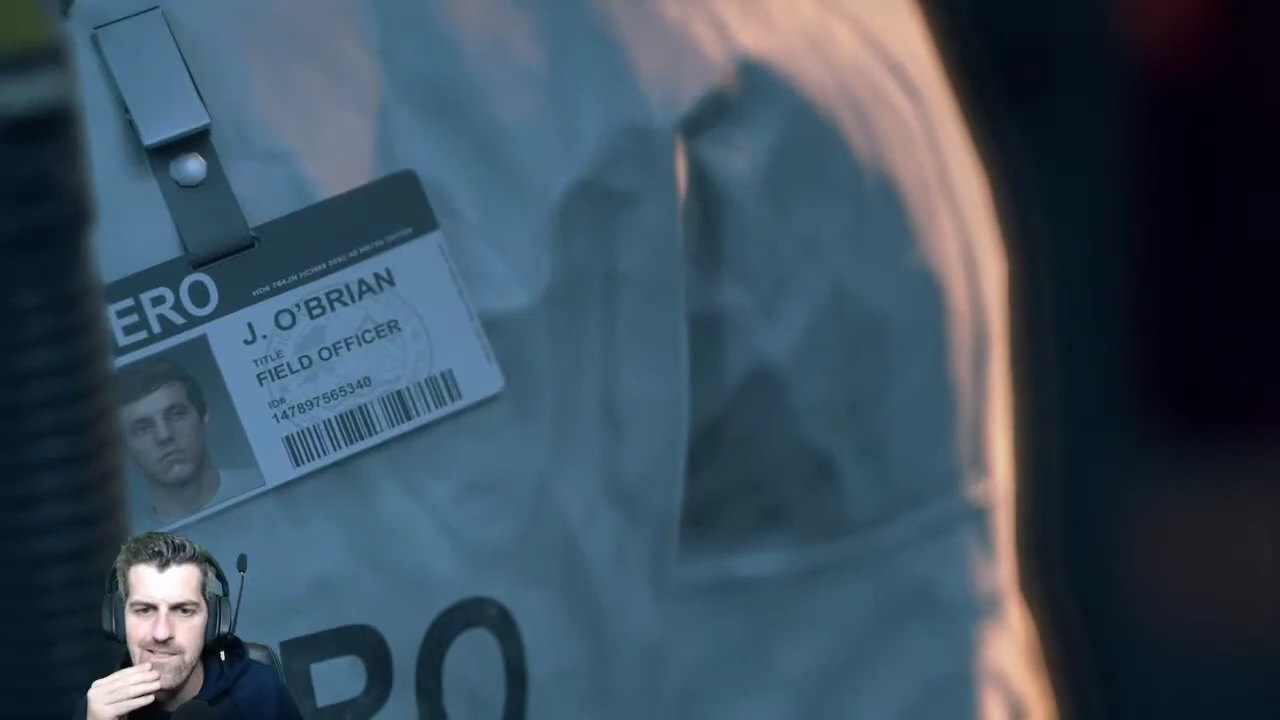 ERO
J. O'BRIAN
TITLE
FIELD OFFICER
ID#
147897565340
RO